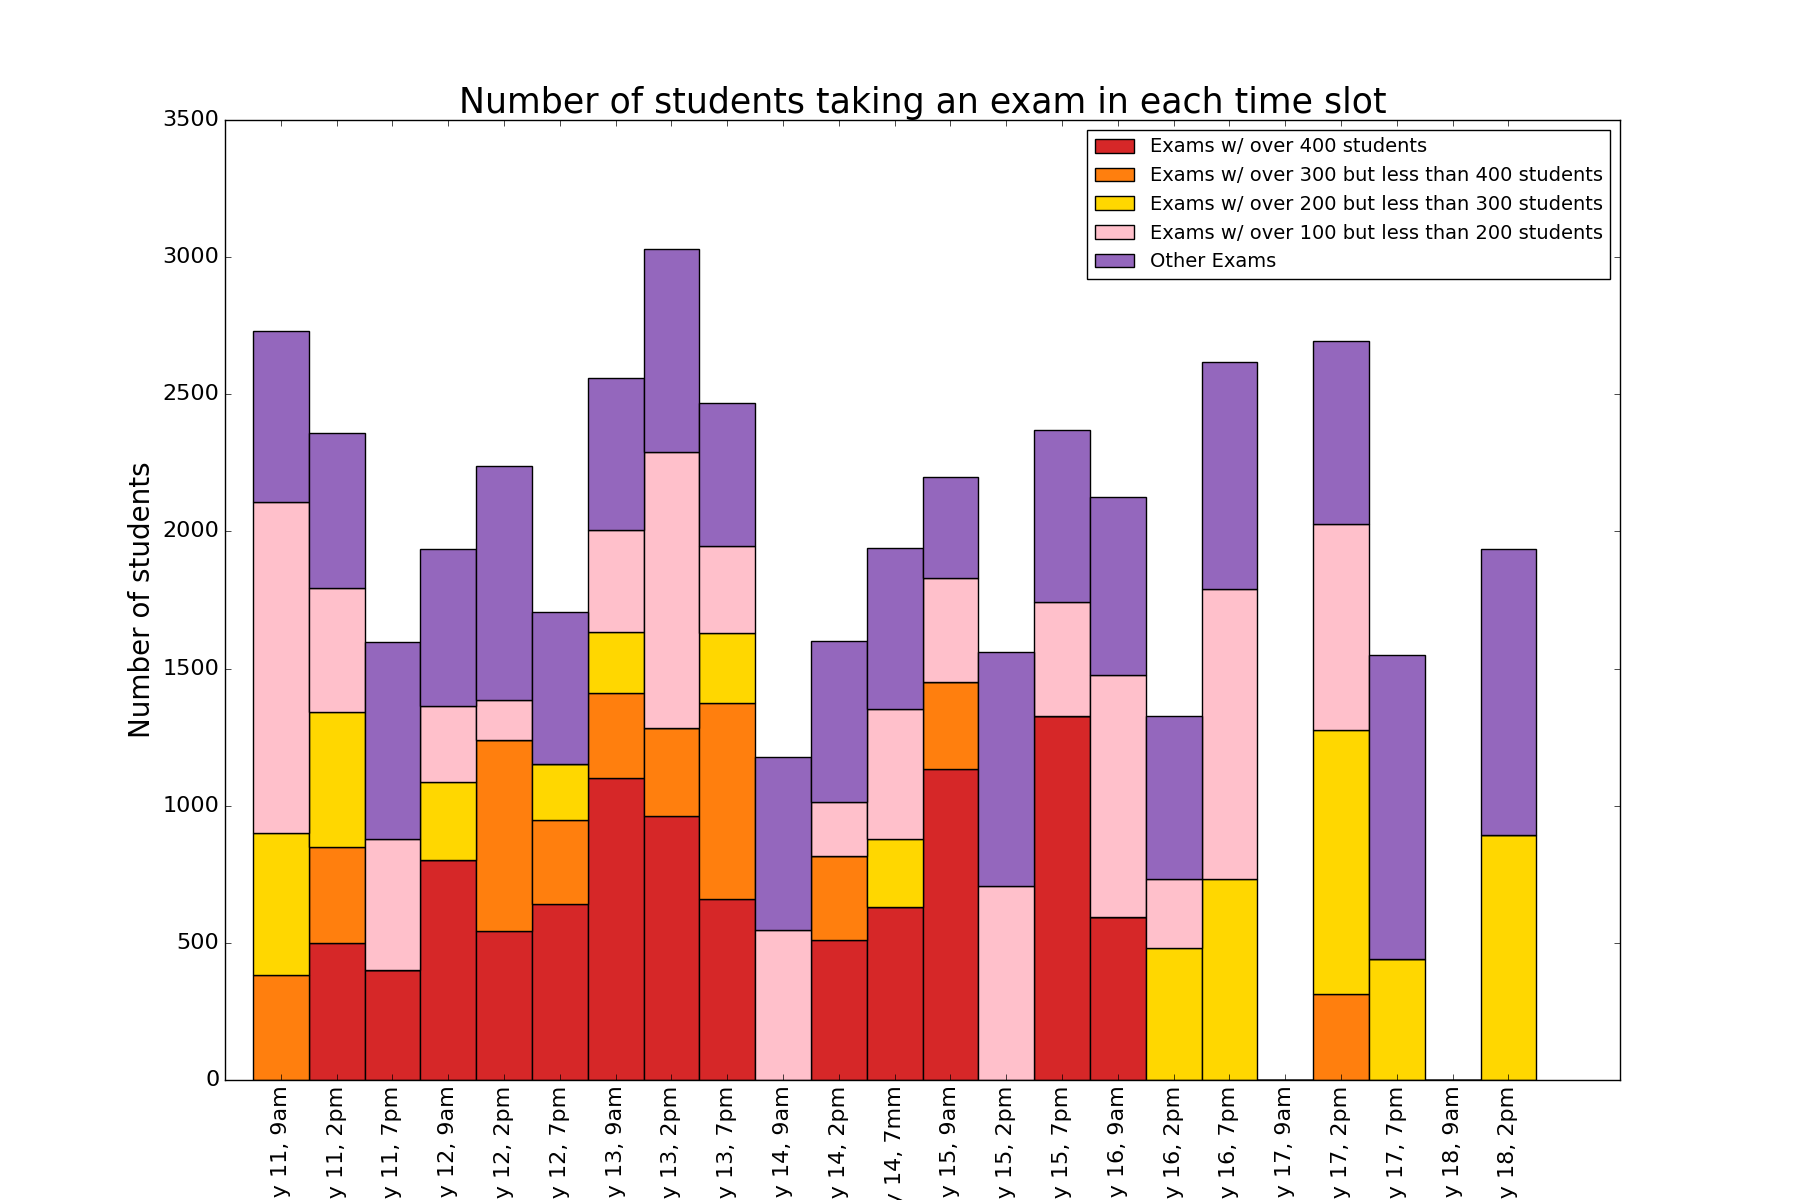 Number of students taking an exam in each time slot
Exams w/ over 400 students
Exams w/ over 300 but less than 400 students
Exams w/ over 200 but less than 300 students
Exams w/ over 100 but less than 200 students
Other Exams
Number of students
3500
3000
2500
2000
1500
1000
500
0
y 11, 9am
y 11, 2pm
y 11, 7pm
y 12, 9am
y 12, 2pm
y 12, 7pm
y 13, 9am
y 13, 2pm
y 13, 7pm
y 14, 9am
y 14, 2pm
y 14, 7mm
y 15, 9am
y 15, 2pm
y 15, 7pm
y 16, 9am
y 16, 2pm
y 16, 7pm
y 17, 9am
y 17, 2pm
y 17, 7pm
y 18, 9am
y 18, 2pm